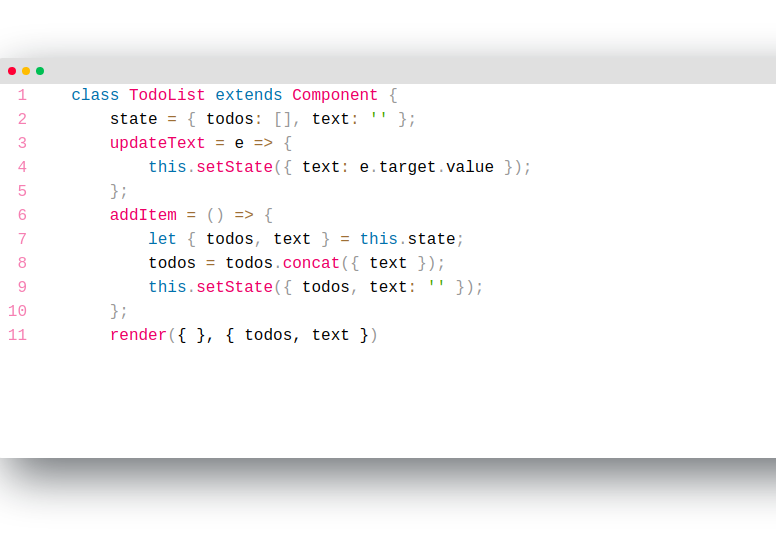 1 class TodoList extends Component {
2 state = { todos: [], text: '' };
3 updateText = e => {
4 this.setState({ text: e.target.value });
5 };
6 addItem = () => {
7 let { todos, text } = this.state;
8 todos = todos.concat({ text });
9 this.setState({ todos, text: '' });
10 };
11 render({ }, { todos, text })